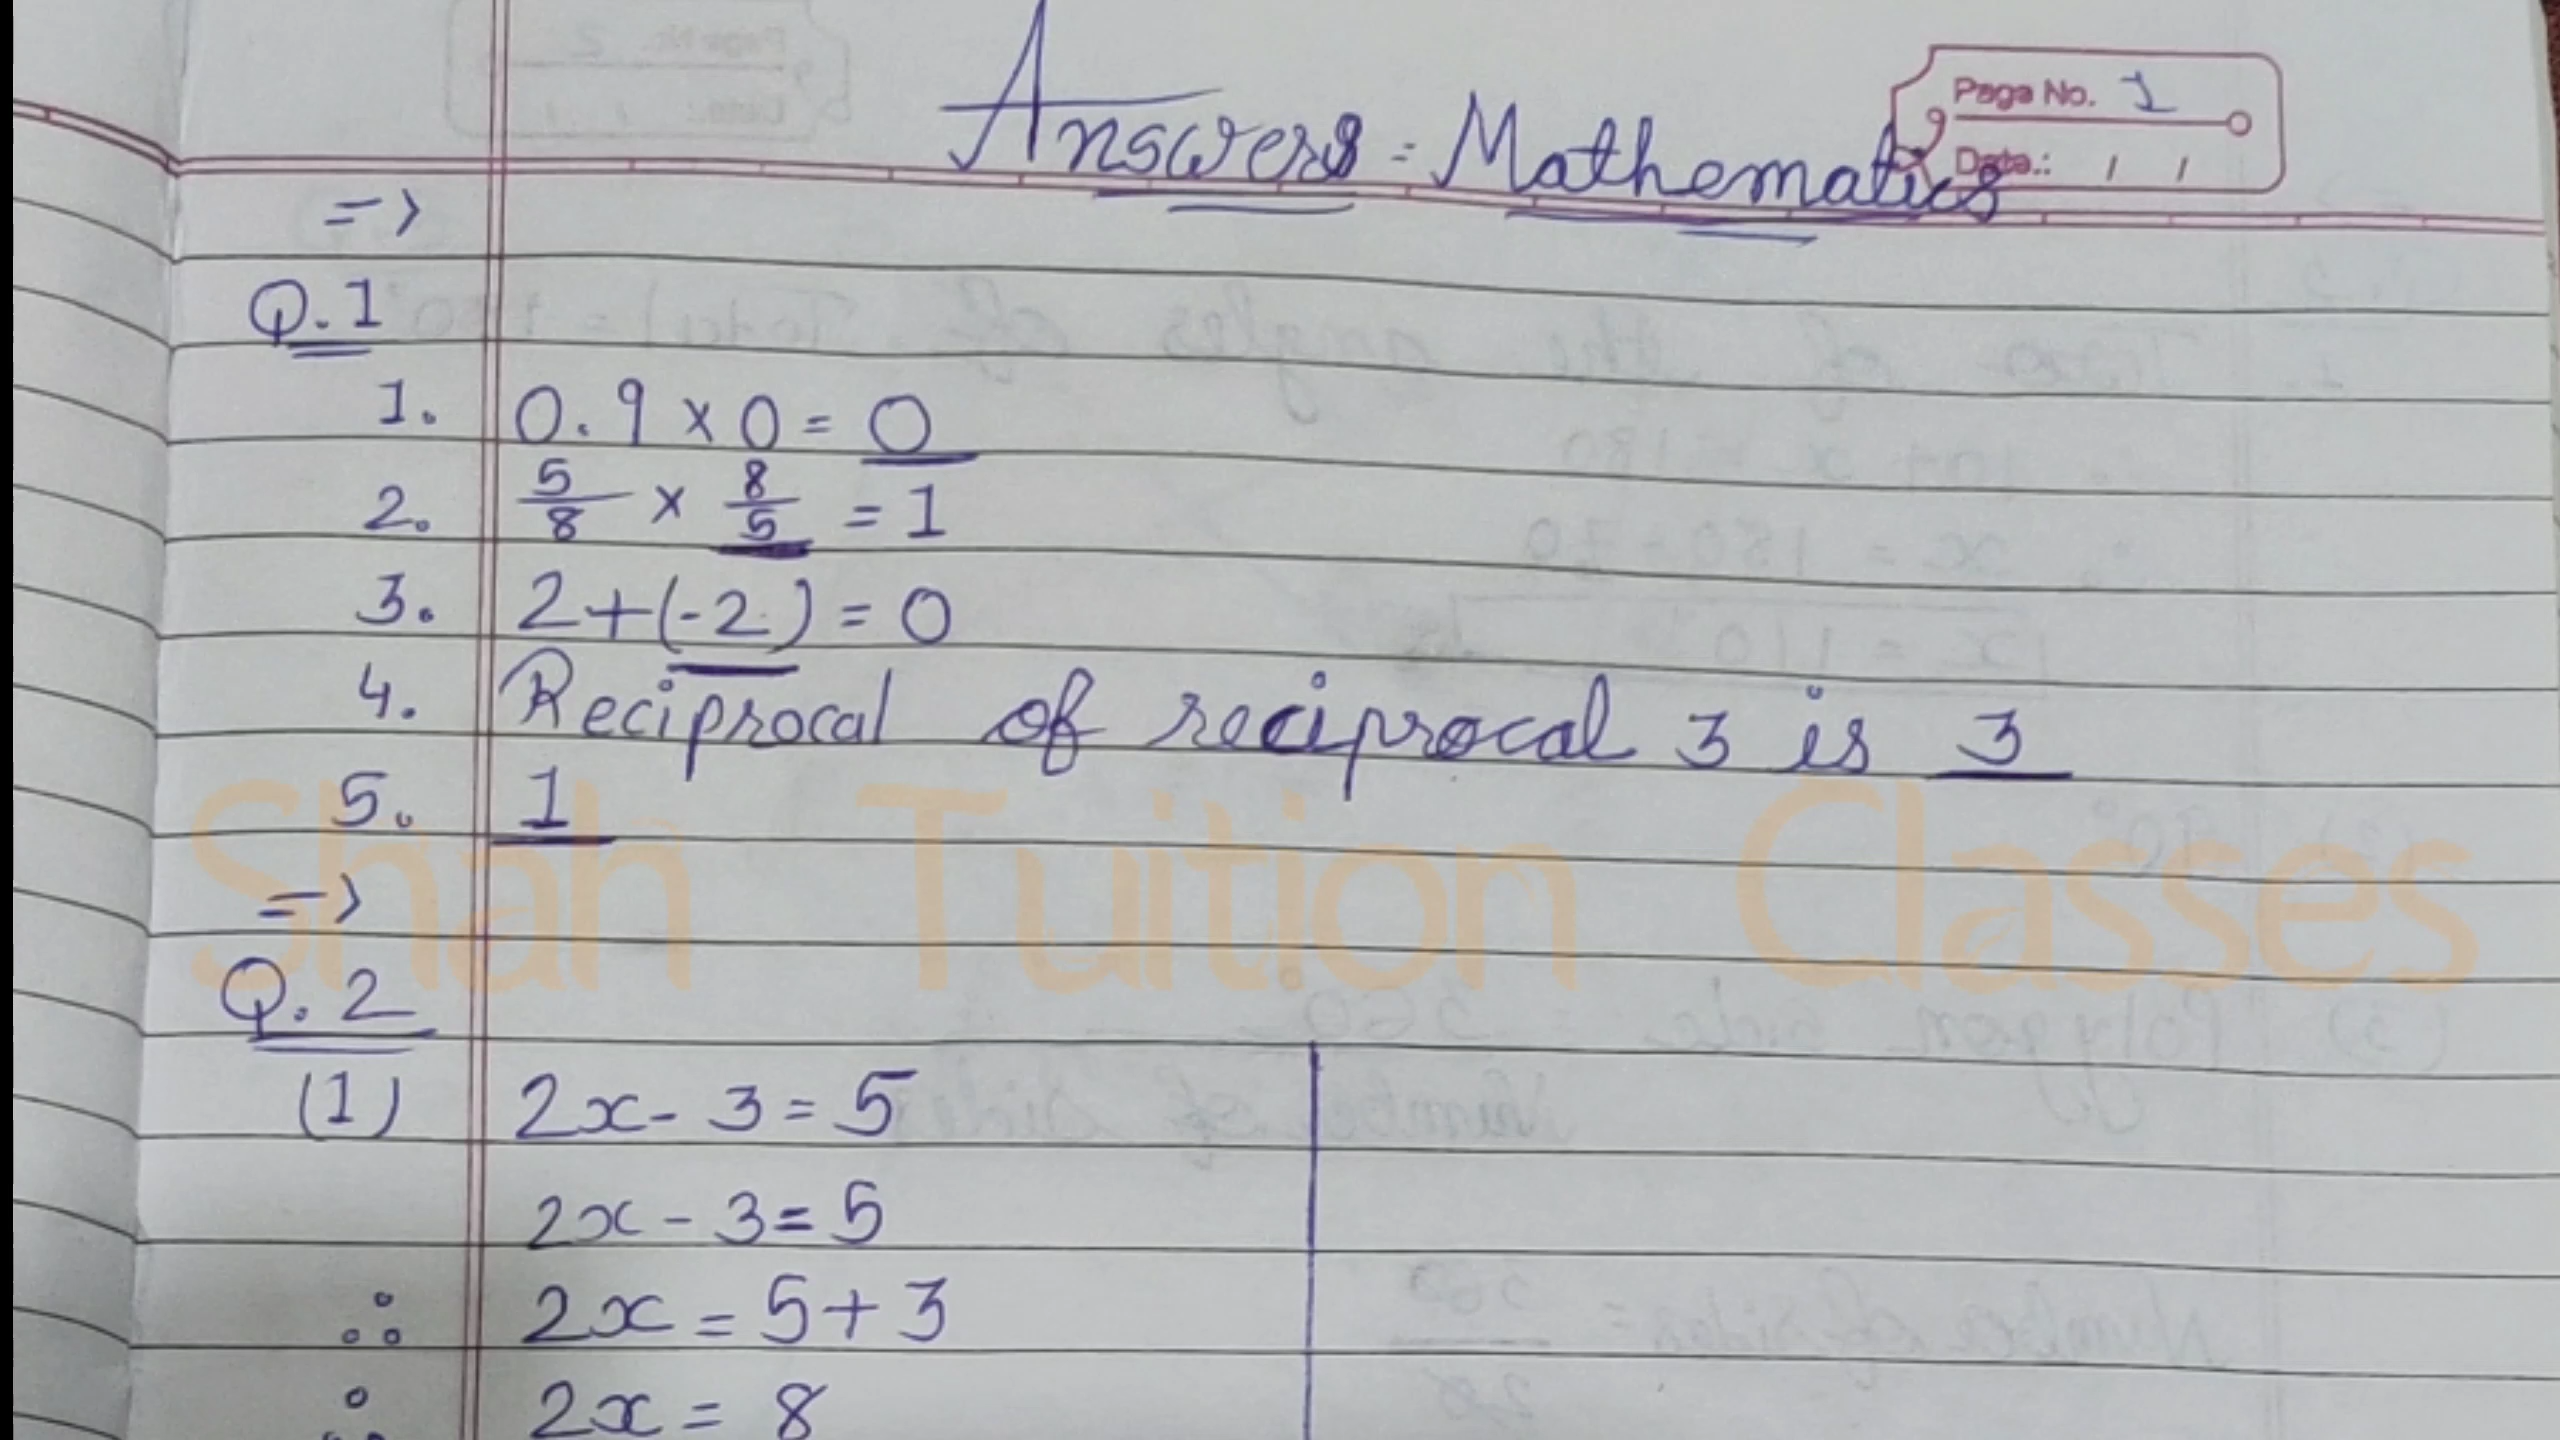 Answers = Mathematics
Page No. 1
Date.: / /
=>
Q.1
1. 0.9 × 0 = 0
2. 5/8 × 8/5 = 1
3. 2+(-2) = 0
4. Reciprocal of reciprocal 3 is 3
5. 1
Shah Tuition Classes
=>
Q.2
(1) 2x - 3 = 5
2x - 3 = 5
∴ 2x = 5 + 3
∴ 2x = 8